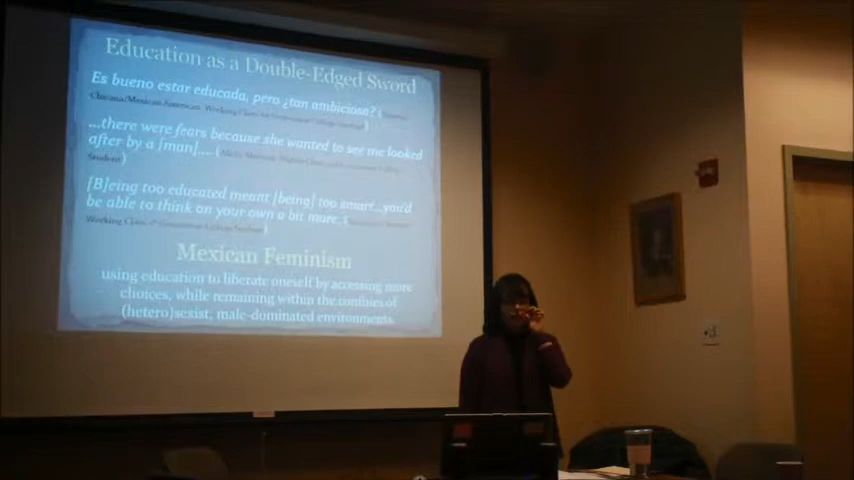 Education as a Double-Edged Sword
Es bueno estar educada, pero ¿tan ambiciosa? (
Chicana/Mexican American, Working Class, College
)
...there were fears because she wanted to see me looked
after by a [man].... (
Student)
[B]eing too educated meant [being] too smart...you'd
be able to think on your own a bit more. (
Working Class, Generation College Student)
Mexican Feminism
using education to liberate oneself by accessing more
choices, while remaining within the confines of
(hetero)sexist, male-dominated environments.